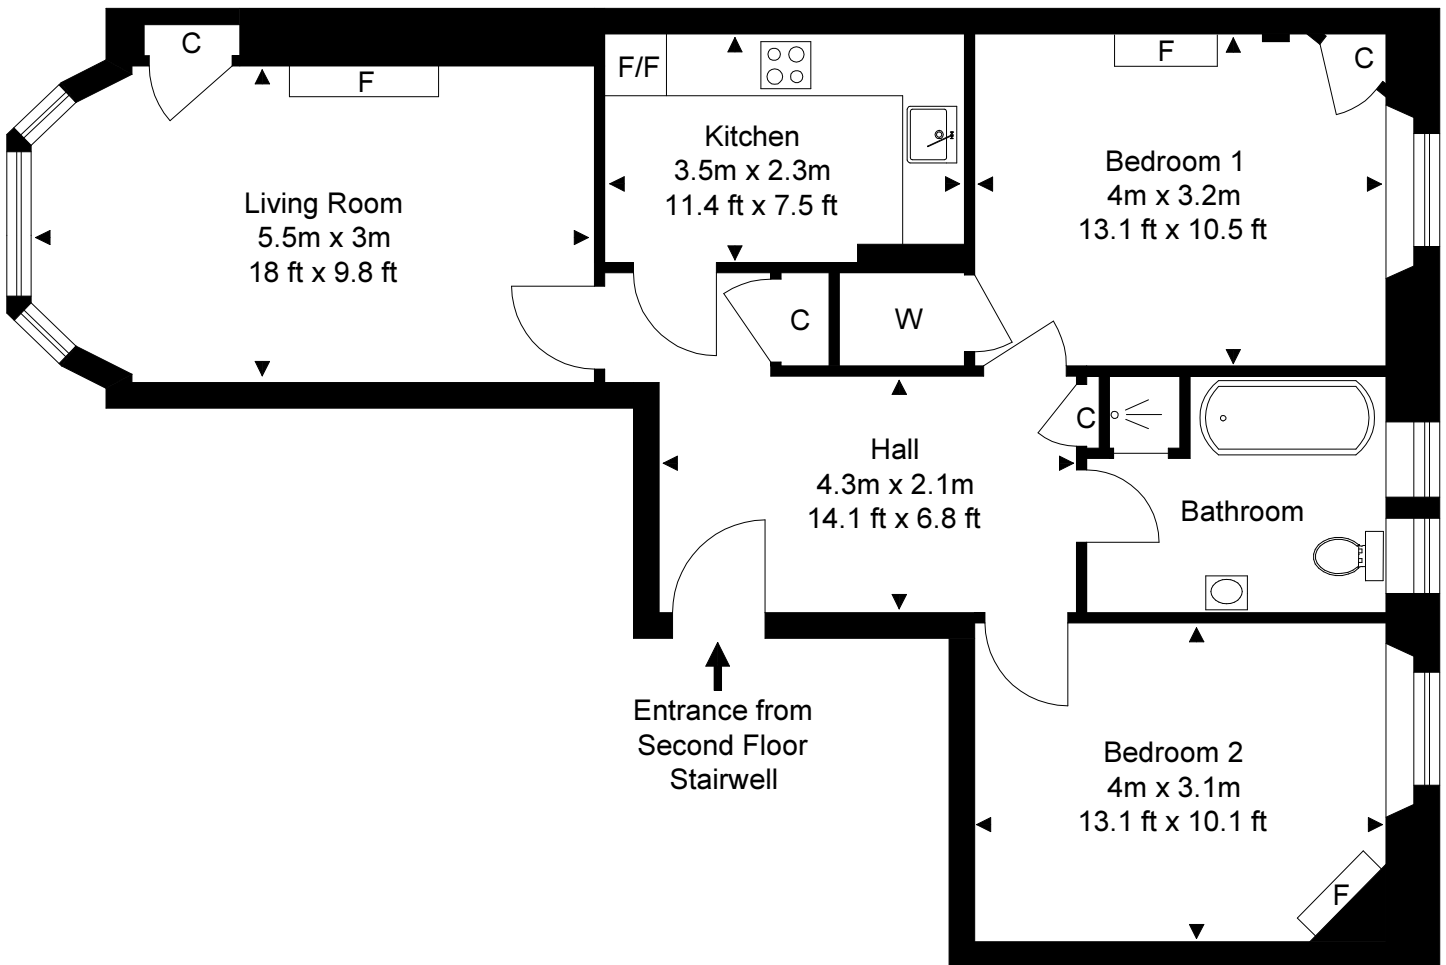 C
F
Living Room
5.5m x 3m
18 ft x 9.8 ft
F/F
Kitchen
3.5m x 2.3m
11.4 ft x 7.5 ft
F
C
Bedroom 1
4m x 3.2m
13.1 ft x 10.5 ft
C
W
Hall
4.3m x 2.1m
14.1 ft x 6.8 ft
C
Bathroom
Entrance from
Second Floor
Stairwell
Bedroom 2
4m x 3.1m
13.1 ft x 10.1 ft
F